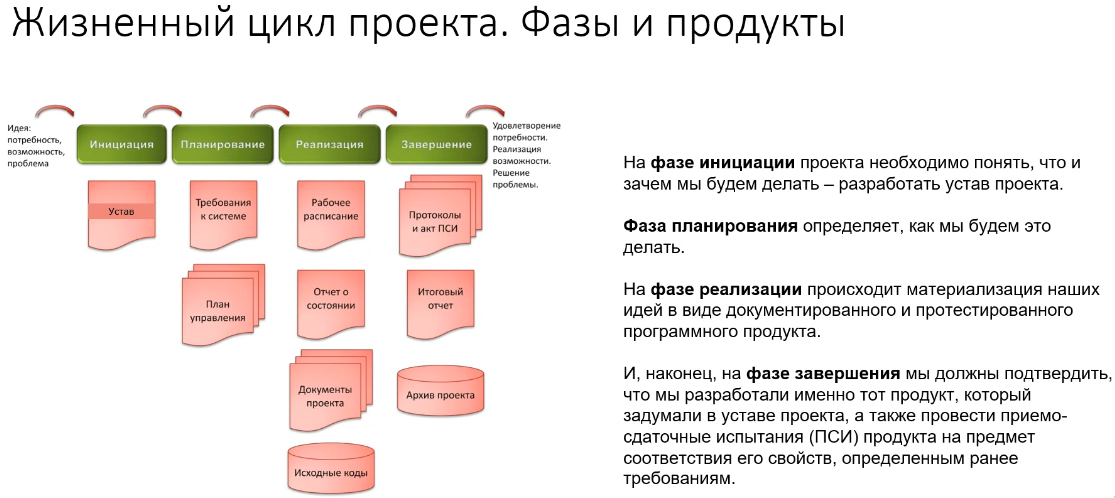 Жизненный цикл проекта. Фазы и продукты
Идея:
потребность,
возможность,
проблема
Инициация
Планирование
Реализация
Завершение
Удовлетворение
потребности.
Реализация
возможности.
Решение
проблемы.
Устав
Требования
к системе
Рабочее
расписание
Протоколы
и акт ПСИ
План
управления
Отчет о
состоянии
Итоговый
отчет
Документы
проекта
Архив проекта
Исходные коды
На фазе инициации проекта необходимо понять, что и
зачем мы будем делать – разработать устав проекта.
Фаза планирования определяет, как мы будем это
делать.
На фазе реализации происходит материализация наших
идей в виде документированного и протестированного
программного продукта.
И, наконец, на фазе завершения мы должны подтвердить,
что мы разработали именно тот продукт, который
задумали в уставе проекта, а также провести приемо-
сдаточные испытания (ПСИ) продукта на предмет
соответствия его свойств, определенным ранее
требованиям.